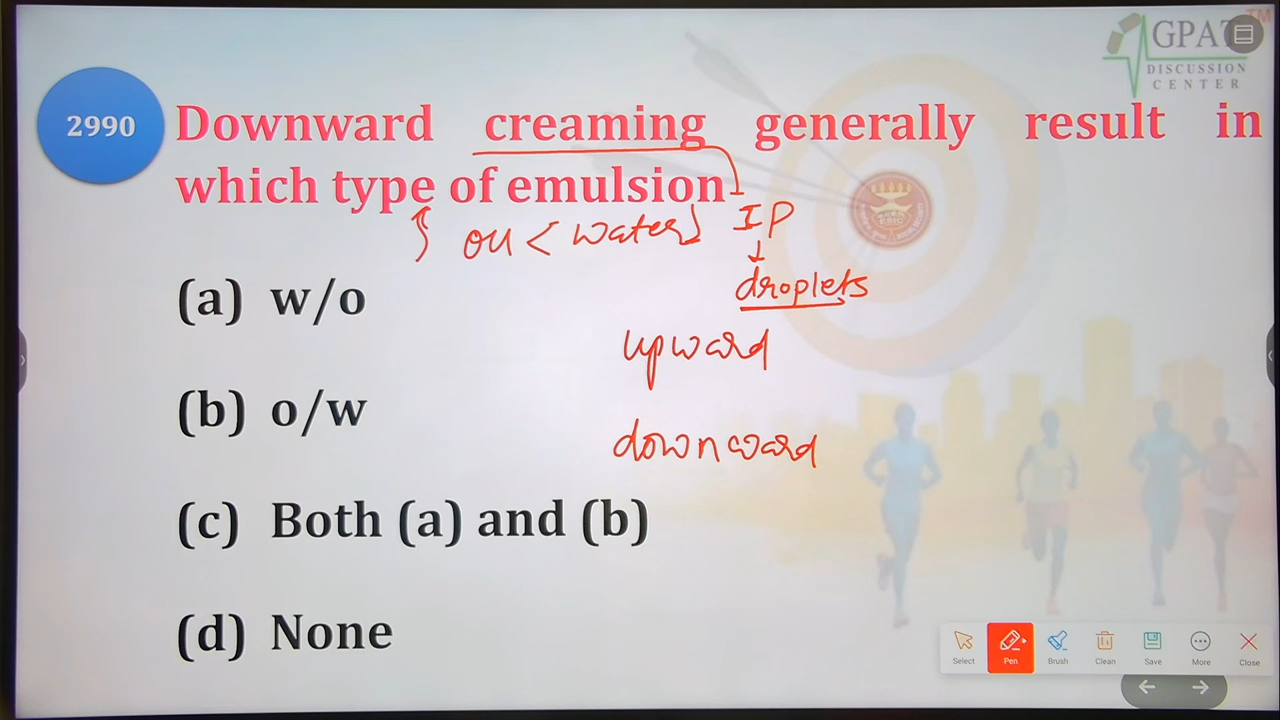 GPAT TM
DISCUSSION
CENTER
2990
Downward creaming generally result in
which type of emulsion
oil < water
IP
droplets
(a) w/o
upward
(b) o/w
downward
(c) Both (a) and (b)
(d) None
Select Pen Brush Clean Save More Close